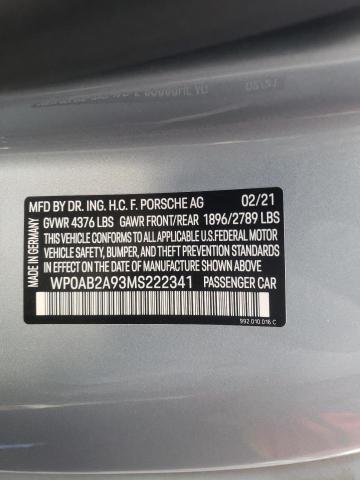 MFD BY DR. ING. H.C. F. PORSCHE AG 02/21
GVWR 4376 LBS GAWR FRONT/REAR 1896/2789 LBS
THIS VEHICLE CONFORMS TO ALL APPLICABLE U.S.FEDERAL MOTOR
VEHICLE SAFETY, BUMPER, AND THEFT PREVENTION STANDARDS
IN EFFECT ON THE DATE OF MANUFACTURE SHOWN ABOVE.
WP0AB2A93MS222341 PASSENGER CAR
992 010 016 C
MADE IN GERMANY